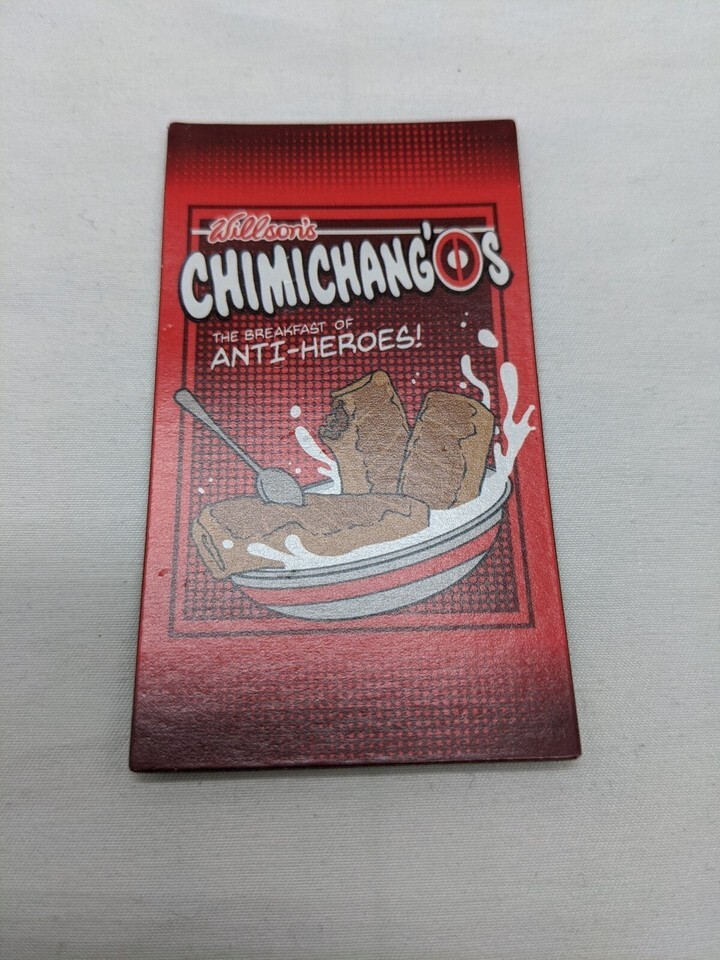 Willson's
CHIMICHANG'OS
THE BREAKFAST OF
ANTI-HEROES!